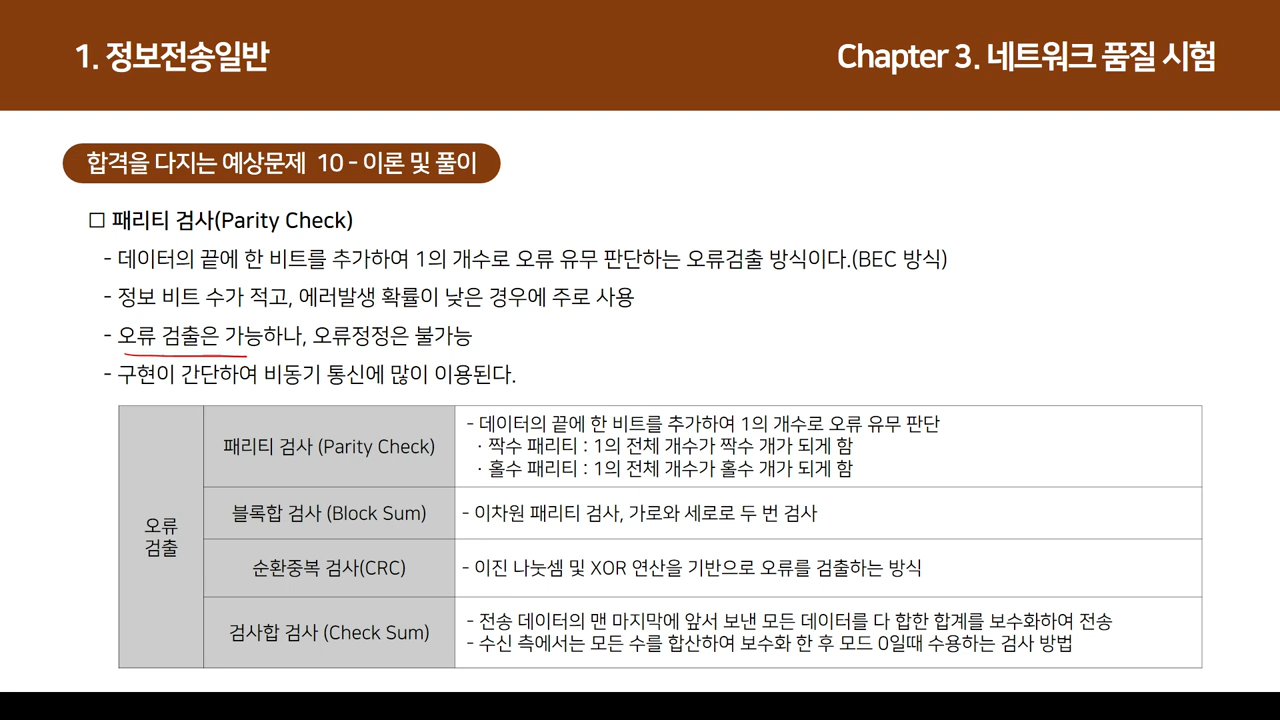 1. 정보전송일반
Chapter 3. 네트워크 품질 시험
합격을 다지는 예상문제 10 - 이론 및 풀이
□ 패리티 검사(Parity Check)
- 데이터의 끝에 한 비트를 추가하여 1의 개수로 오류 유무 판단하는 오류검출 방식이다.(BEC 방식)
- 정보 비트 수가 적고, 에러발생 확률이 낮은 경우에 주로 사용
- 오류 검출은 가능하나, 오류정정은 불가능
- 구현이 간단하여 비동기 통신에 많이 이용된다.
오류
검출
패리티 검사 (Parity Check)
- 데이터의 끝에 한 비트를 추가하여 1의 개수로 오류 유무 판단
· 짝수 패리티 : 1의 전체 개수가 짝수 개가 되게 함
· 홀수 패리티 : 1의 전체 개수가 홀수 개가 되게 함
블록합 검사 (Block Sum)
- 이차원 패리티 검사, 가로와 세로로 두 번 검사
순환중복 검사(CRC)
- 이진 나눗셈 및 XOR 연산을 기반으로 오류를 검출하는 방식
검사합 검사 (Check Sum)
- 전송 데이터의 맨 마지막에 앞서 보낸 모든 데이터를 다 합한 합계를 보수화하여 전송
- 수신 측에서는 모든 수를 합산하여 보수화 한 후 모드 0일때 수용하는 검사 방법